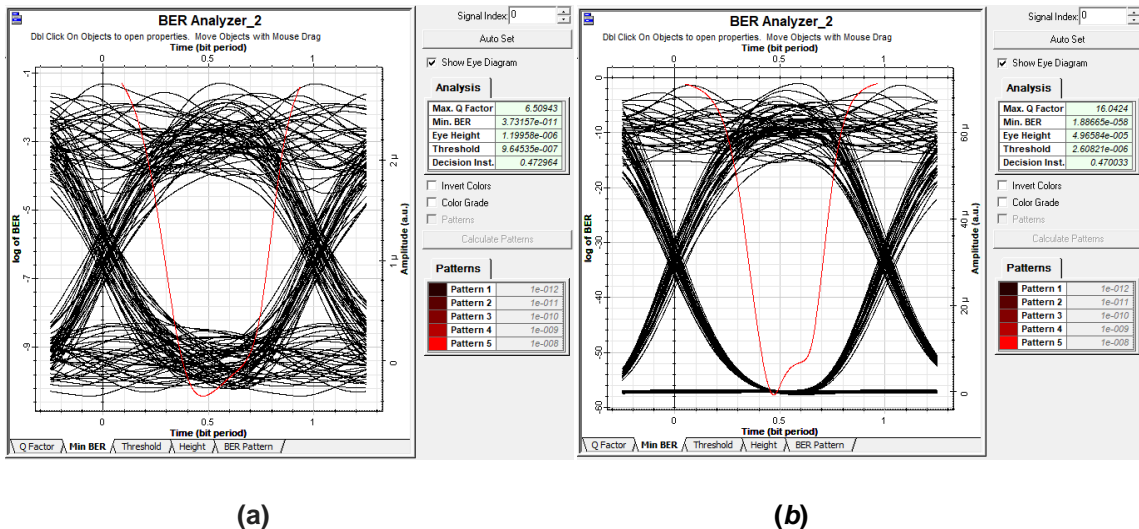 BER Analyzer_2
Dbl Click On Objects to open properties. Move Objects with Mouse Drag
Time (bit period)
0 0.5 1
-1
-3
-5
-7
-9
log of BER
2 µ
1 µ
0
Amplitude (a.u.)
0 0.5 1
Time (bit period)
Q Factor Min BER Threshold Height BER Pattern
Signal Index: 0
Auto Set
Show Eye Diagram
Analysis
Max. Q Factor 6.50943
Min. BER 3.73157e-011
Eye Height 1.19958e-006
Threshold 9.64535e-007
Decision Inst. 0.472964
Invert Colors
Color Grade
Patterns
Calculate Patterns
Patterns
Pattern 1 1e-012
Pattern 2 1e-011
Pattern 3 1e-010
Pattern 4 1e-009
Pattern 5 1e-008
(a)
BER Analyzer_2
Dbl Click On Objects to open properties. Move Objects with Mouse Drag
Time (bit period)
0 0.5 1
0
-10
-20
-30
-40
-50
-60
log of BER
60 µ
40 µ
20 µ
0
Amplitude (a.u.)
0 0.5 1
Time (bit period)
Q Factor Min BER Threshold Height BER Pattern
Signal Index: 0
Auto Set
Show Eye Diagram
Analysis
Max. Q Factor 16.0424
Min. BER 1.88665e-058
Eye Height 4.96584e-005
Threshold 2.60821e-006
Decision Inst. 0.470033
Invert Colors
Color Grade
Patterns
Calculate Patterns
Patterns
Pattern 1 1e-012
Pattern 2 1e-011
Pattern 3 1e-010
Pattern 4 1e-009
Pattern 5 1e-008
(b)